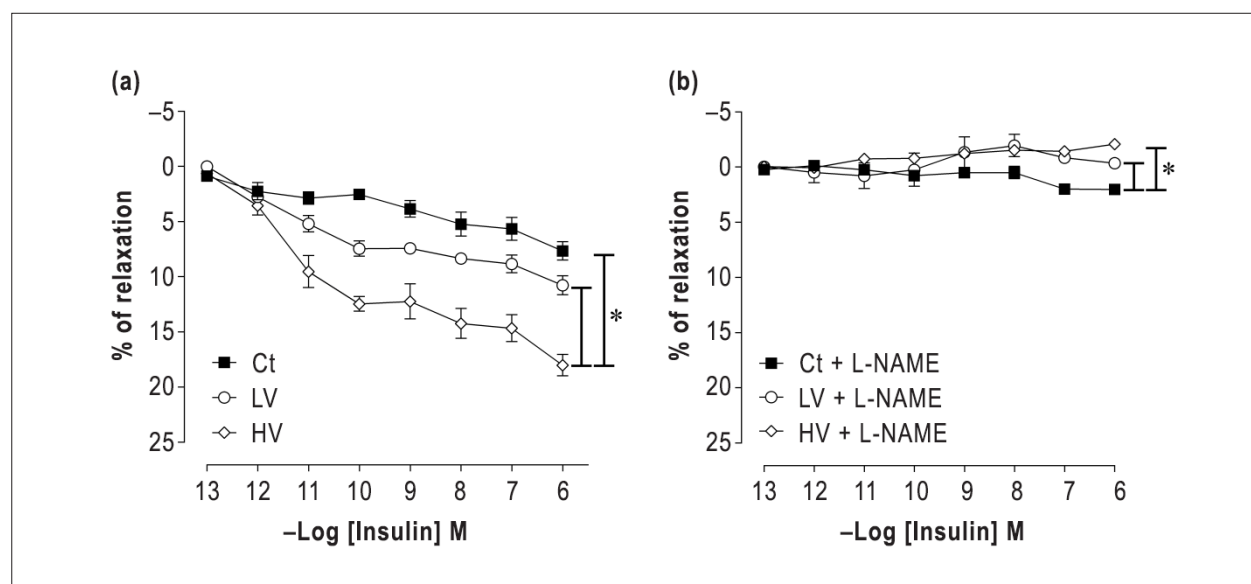 (a)
–5
0
5
10
15
20
25
% of relaxation
Ct
LV
HV
*
13 12 11 10 9 8 7 6
–Log [Insulin] M
(b)
–5
0
5
10
15
20
25
% of relaxation
*
Ct + L-NAME
LV + L-NAME
HV + L-NAME
13 12 11 10 9 8 7 6
–Log [Insulin] M